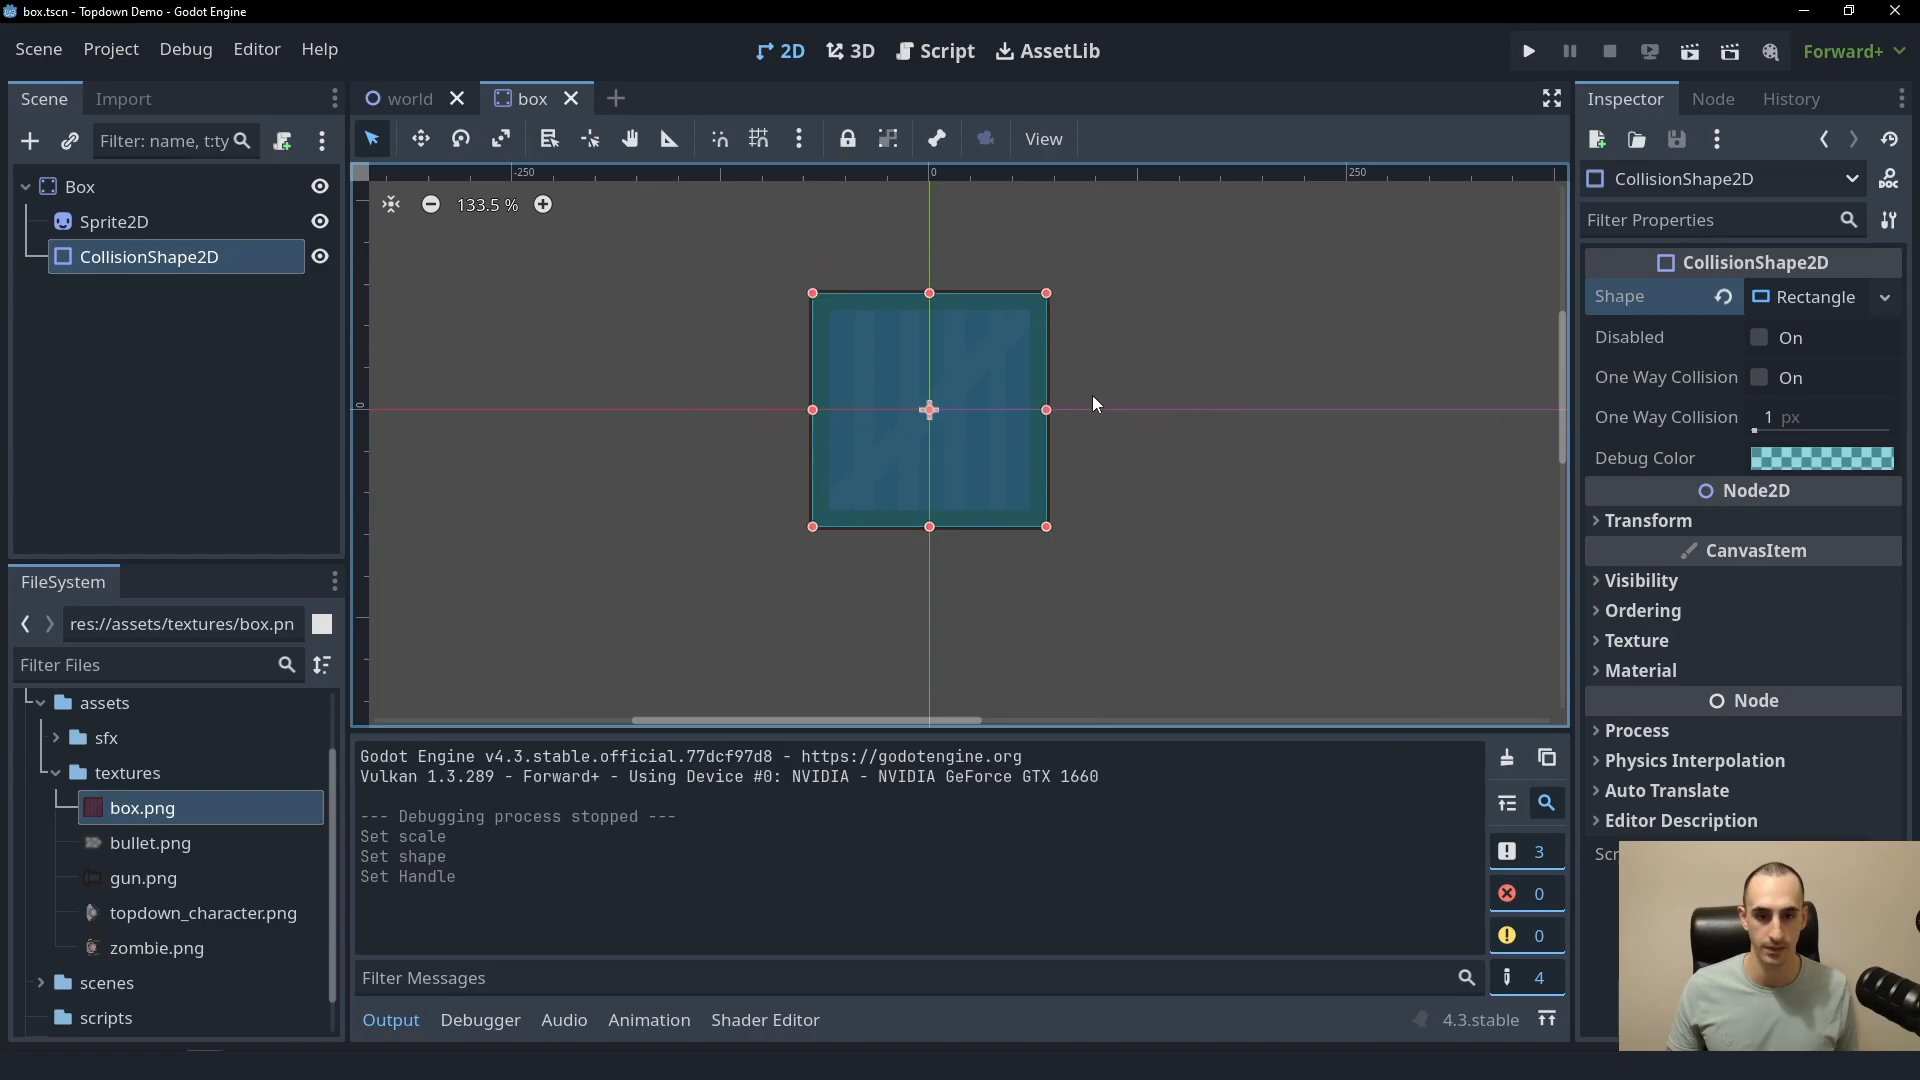 box.tscn - Topdown Demo - Godot Engine
Scene Project Debug Editor Help
2D 3D Script AssetLib
Forward+
Scene Import
Filter: name, t:ty
Box
Sprite2D
CollisionShape2D
FileSystem
res://assets/textures/box.pn
Filter Files
assets
sfx
textures
box.png
bullet.png
gun.png
topdown_character.png
zombie.png
scenes
scripts
world box
View
-250 0 250
0
133.5 %
Godot Engine v4.3.stable.official.77dcf97d8 - https://godotengine.org
Vulkan 1.3.289 - Forward+ - Using Device #0: NVIDIA - NVIDIA GeForce GTX 1660
--- Debugging process stopped ---
Set scale
Set shape
Set Handle
3
0
0
4
Filter Messages
Output Debugger Audio Animation Shader Editor
4.3.stable
Inspector Node History
CollisionShape2D
DOC
Filter Properties
CollisionShape2D
Shape Rectangle
Disabled On
One Way Collision On
One Way Collision 1 px
Debug Color
Node2D
Transform
CanvasItem
Visibility
Ordering
Texture
Material
Node
Process
Physics Interpolation
Auto Translate
Editor Description
Scr